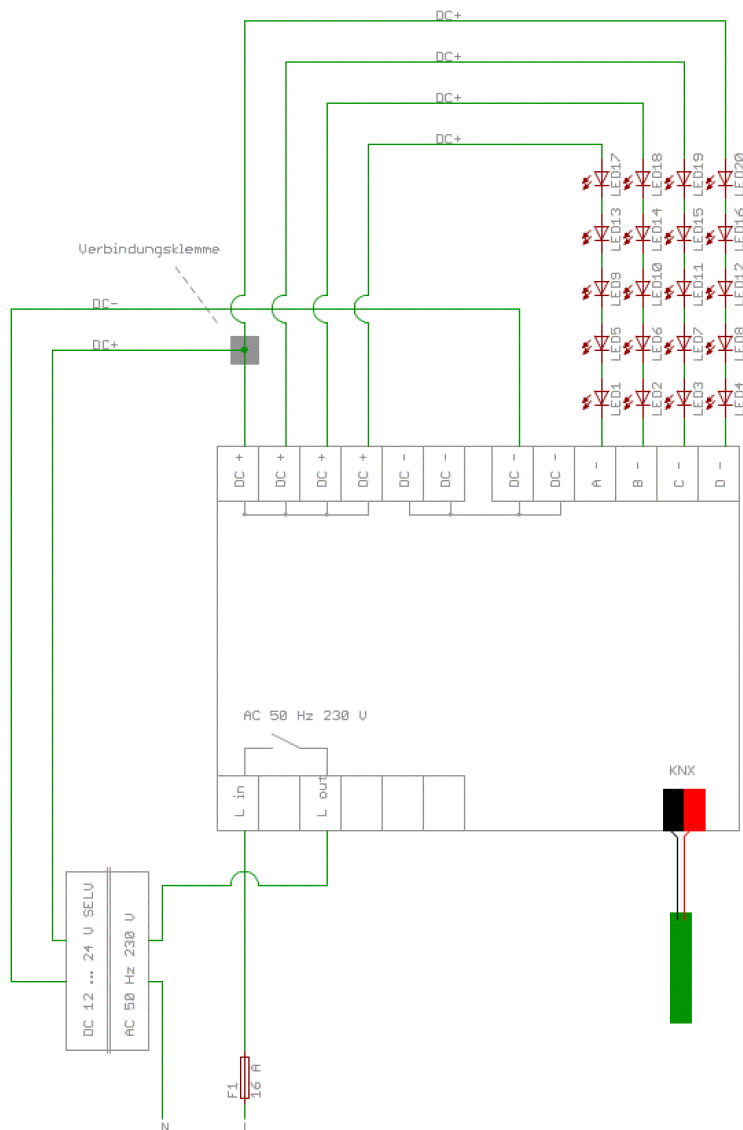 DC+
DC+
DC+
DC+
LED17
LED18
LED19
LED20
LED13
LED14
LED15
LED16
Verbindungsklemme
LED9
LED10
LED11
LED12
DC-
DC+
LED5
LED6
LED7
LED8
LED1
LED2
LED3
LED4
DC +
DC +
DC +
DC +
DC -
DC -
DC -
DC -
A -
B -
C -
D -
AC 50 Hz 230 V
KNX
L in
L out
DC 12 ... 24 V SELV
AC 50 Hz 230 V
F1
16 A
N